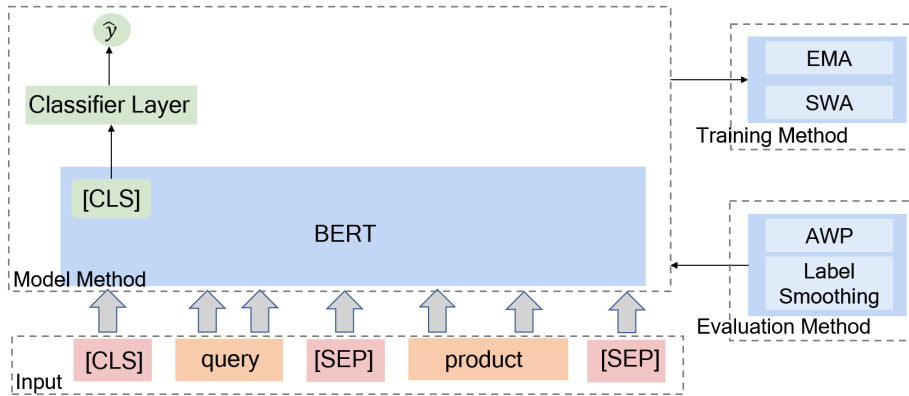 ŷ
Classifier Layer
[CLS]
BERT
Model Method
[CLS] query [SEP] product [SEP]
Input
EMA
SWA
Training Method
AWP
Label
Smoothing
Evaluation Method